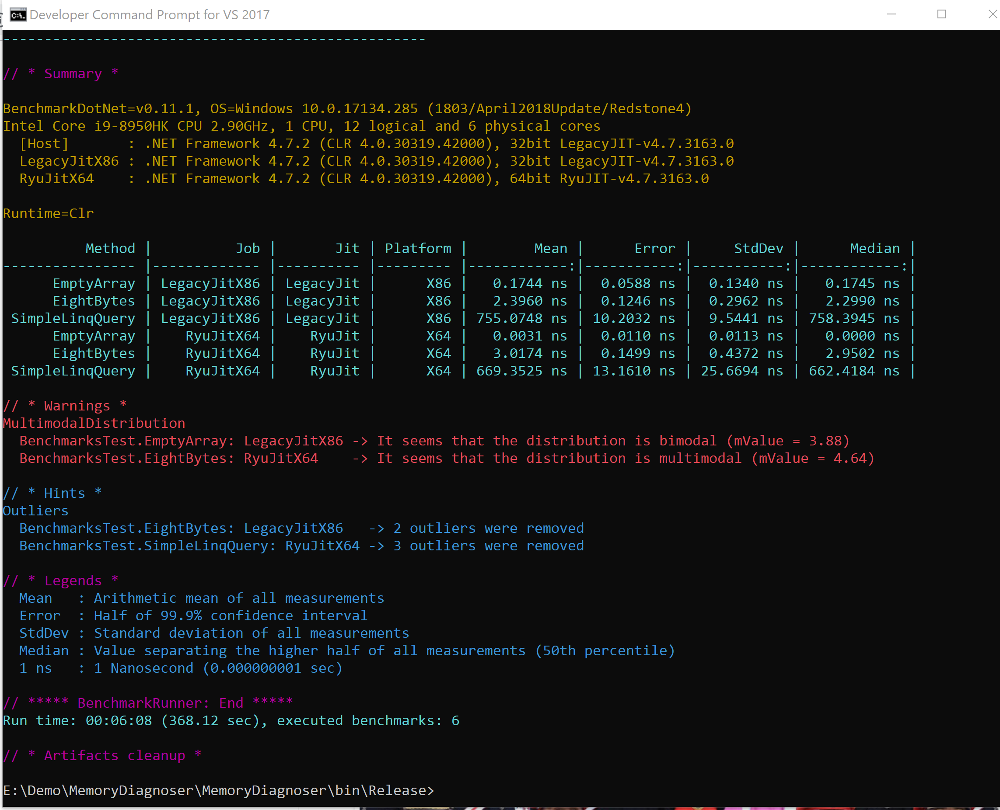 Developer Command Prompt for VS 2017
---------------------------------------------------
// * Summary *
BenchmarkDotNet=v0.11.1, OS=Windows 10.0.17134.285 (1803/April2018Update/Redstone4)
Intel Core i9-8950HK CPU 2.90GHz, 1 CPU, 12 logical and 6 physical cores
  [Host]       : .NET Framework 4.7.2 (CLR 4.0.30319.42000), 32bit LegacyJIT-v4.7.3163.0
  LegacyJitX86 : .NET Framework 4.7.2 (CLR 4.0.30319.42000), 32bit LegacyJIT-v4.7.3163.0
  RyuJitX64    : .NET Framework 4.7.2 (CLR 4.0.30319.42000), 64bit RyuJIT-v4.7.3163.0
Runtime=Clr
          Method |          Job |       Jit | Platform |        Mean |      Error |     StdDev |      Median |
---------------- |------------- |---------- |--------- |------------:|-----------:|-----------:|------------:|
      EmptyArray | LegacyJitX86 | LegacyJit |      X86 |   0.1744 ns |  0.0588 ns |  0.1340 ns |   0.1745 ns |
      EightBytes | LegacyJitX86 | LegacyJit |      X86 |   2.3960 ns |  0.1246 ns |  0.2962 ns |   2.2990 ns |
 SimpleLinqQuery | LegacyJitX86 | LegacyJit |      X86 | 755.0748 ns | 10.2032 ns |  9.5441 ns | 758.3945 ns |
      EmptyArray |    RyuJitX64 |    RyuJit |      X64 |   0.0031 ns |  0.0110 ns |  0.0113 ns |   0.0000 ns |
      EightBytes |    RyuJitX64 |    RyuJit |      X64 |   3.0174 ns |  0.1499 ns |  0.4372 ns |   2.9502 ns |
 SimpleLinqQuery |    RyuJitX64 |    RyuJit |      X64 | 669.3525 ns | 13.1610 ns | 25.6694 ns | 662.4184 ns |
// * Warnings *
MultimodalDistribution
  BenchmarksTest.EmptyArray: LegacyJitX86 -> It seems that the distribution is bimodal (mValue = 3.88)
  BenchmarksTest.EightBytes: RyuJitX64    -> It seems that the distribution is multimodal (mValue = 4.64)
// * Hints *
Outliers
  BenchmarksTest.EightBytes: LegacyJitX86   -> 2 outliers were removed
  BenchmarksTest.SimpleLinqQuery: RyuJitX64 -> 3 outliers were removed
// * Legends *
  Mean   : Arithmetic mean of all measurements
  Error  : Half of 99.9% confidence interval
  StdDev : Standard deviation of all measurements
  Median : Value separating the higher half of all measurements (50th percentile)
  1 ns   : 1 Nanosecond (0.000000001 sec)
// ***** BenchmarkRunner: End *****
Run time: 00:06:08 (368.12 sec), executed benchmarks: 6
// * Artifacts cleanup *
E:\Demo\MemoryDiagnoser\MemoryDiagnoser\bin\Release>